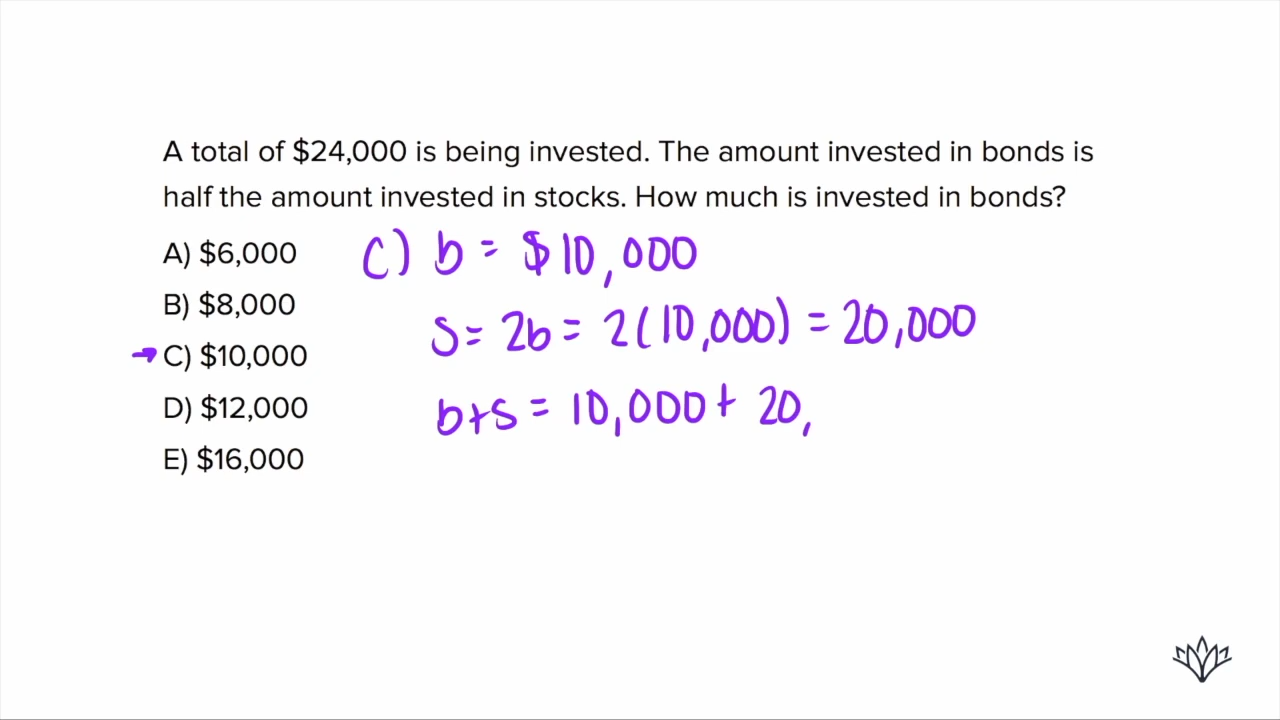 A total of $24,000 is being invested. The amount invested in bonds is
half the amount invested in stocks. How much is invested in bonds?
A) $6,000
B) $8,000
C) $10,000
D) $12,000
E) $16,000
C) b = $10,000
S = 2b = 2(10,000) = 20,000
b+S = 10,000 + 20,